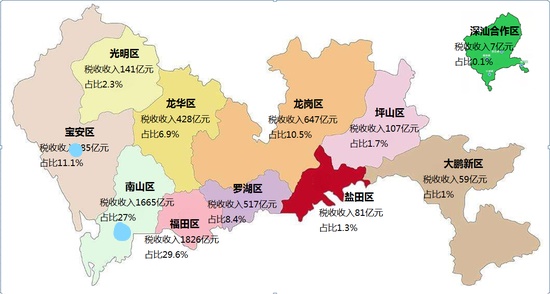 光明区
税收收入141亿元
占比2.3%
深汕合作区
税收收入7亿元
占比0.1%
龙华区
税收收入428亿元
占比6.9%
龙岗区
税收收入647亿元
占比10.5%
坪山区
税收收入107亿元
占比1.7%
宝安区
税收收入 85亿元
占比11.1%
南山区
税收收入1665亿元
占比27%
福田区
税收收入1826亿元
占比29.6%
罗湖区
税收收入517亿元
占比8.4%
盐田区
税收收入81亿元
占比1.3%
大鹏新区
税收收入59亿元
占比1%